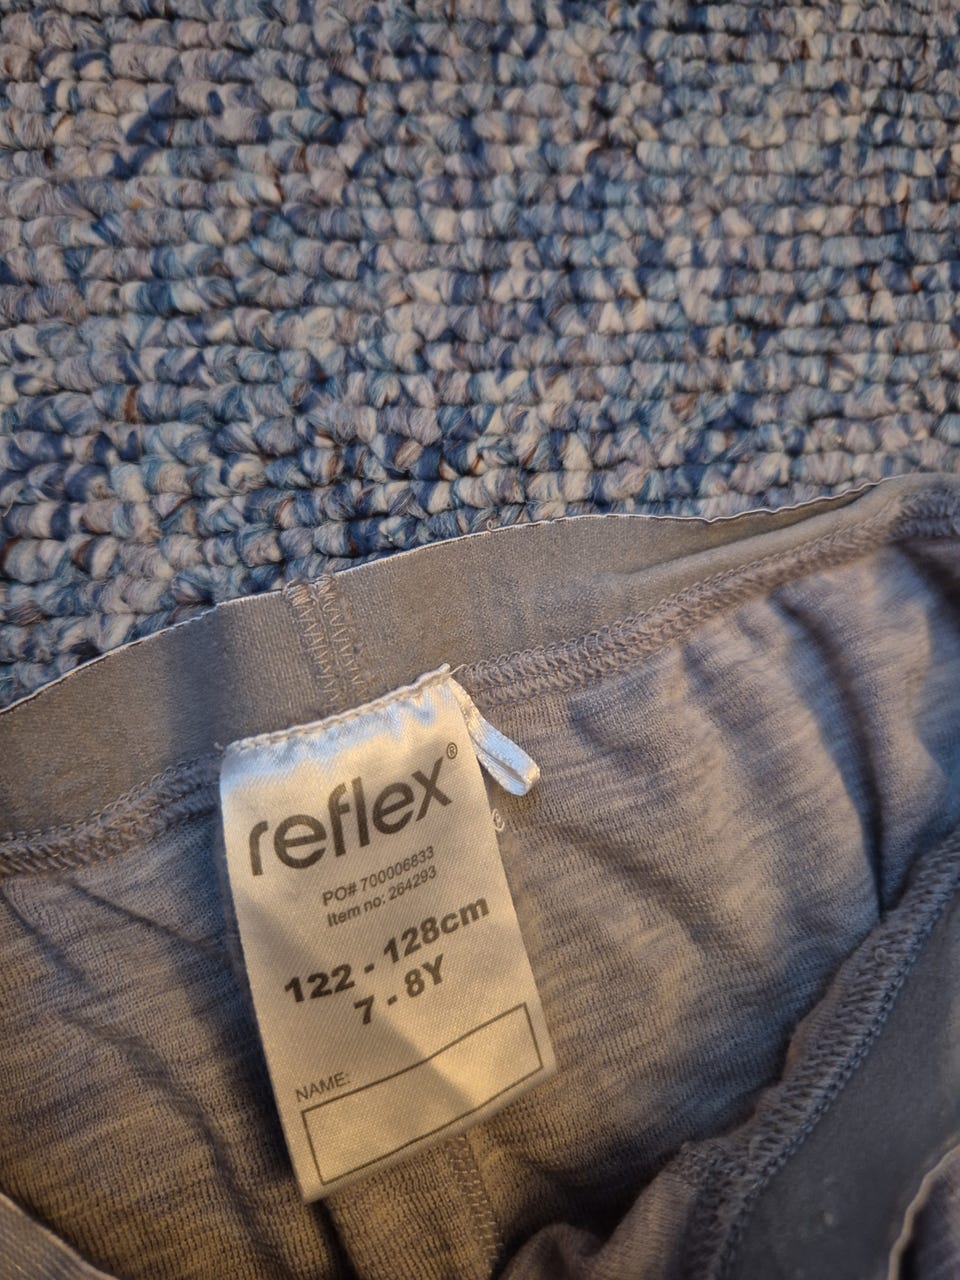 reflex®
PO# 700006833
Item no: 264293
122 - 128cm
7 - 8Y
NAME: